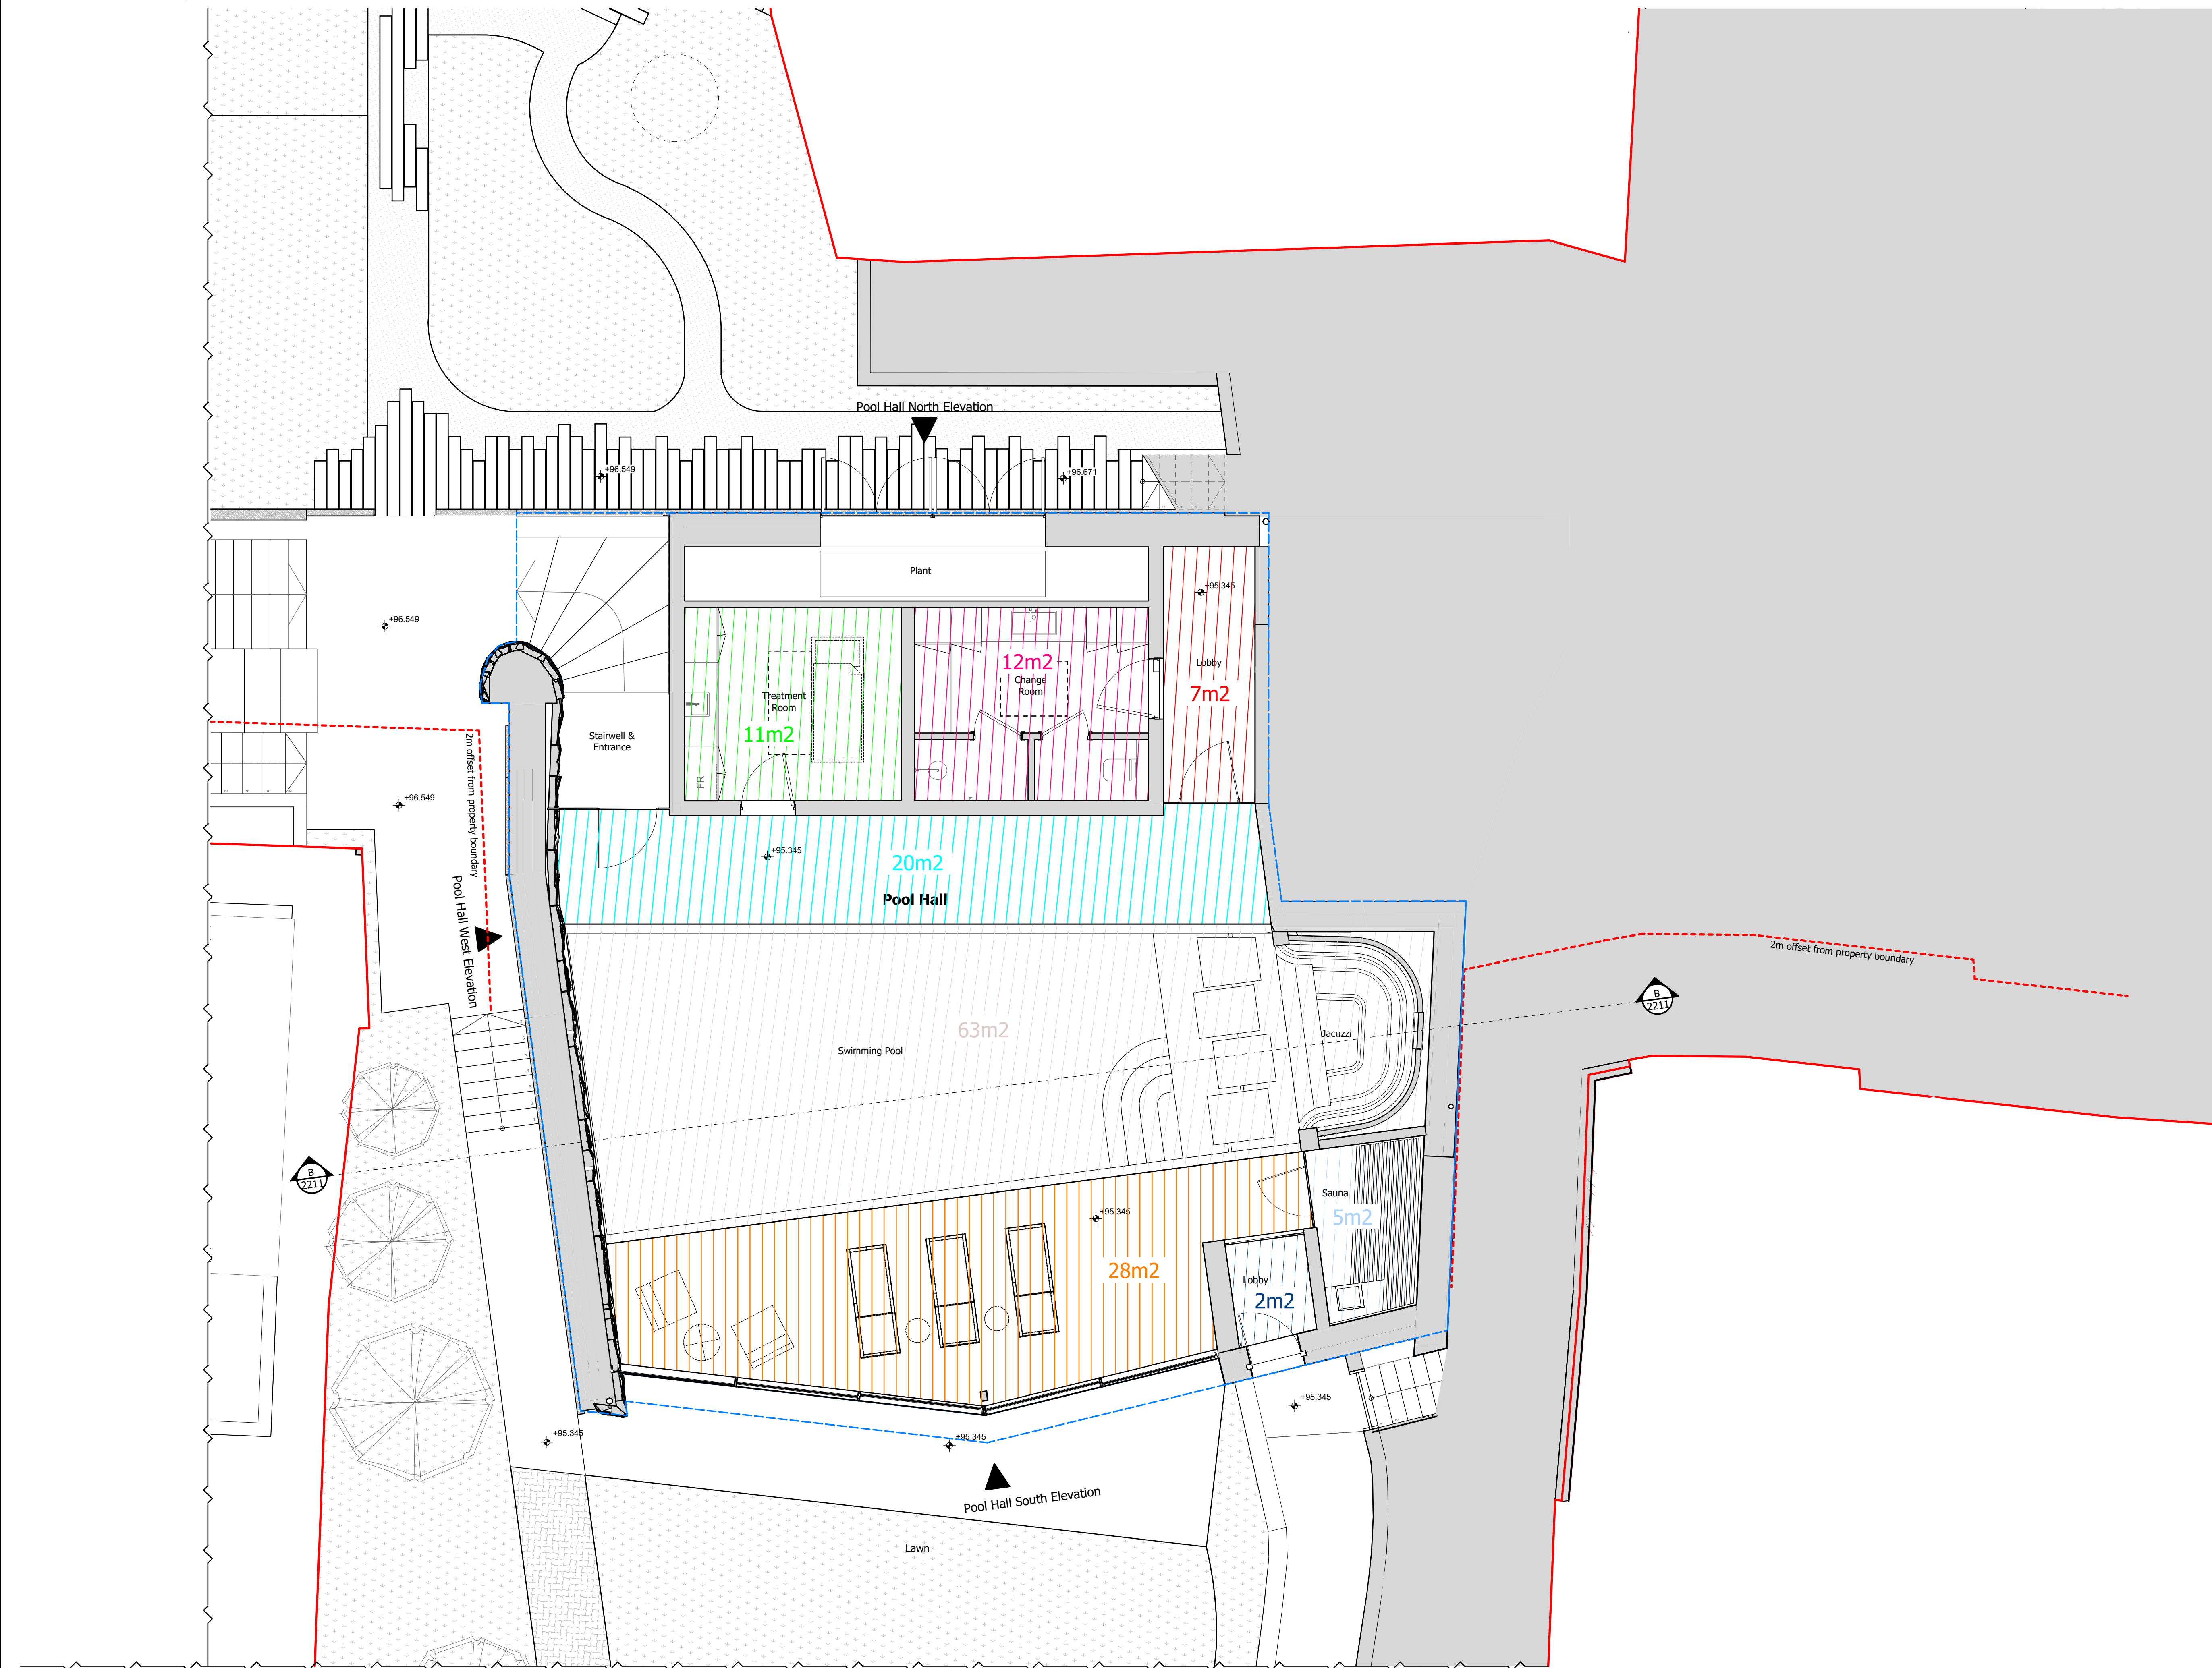 Pool Hall North Elevation
+96.549
+96.671
Plant
+95.345
+96.549
12m2
Change
Room
Lobby
7m2
Treatment
Room
11m2
Stairwell &
Entrance
FR
2m offset from property boundary
+96.549
+95.345
20m2
Pool Hall
Pool Hall West Elevation
2m offset from property boundary
B
2211
63m2
Swimming Pool
Jacuzzi
B
2211
Sauna
5m2
+95.345
28m2
Lobby
2m2
+95.345
+95.345
+95.345
Pool Hall South Elevation
Lawn